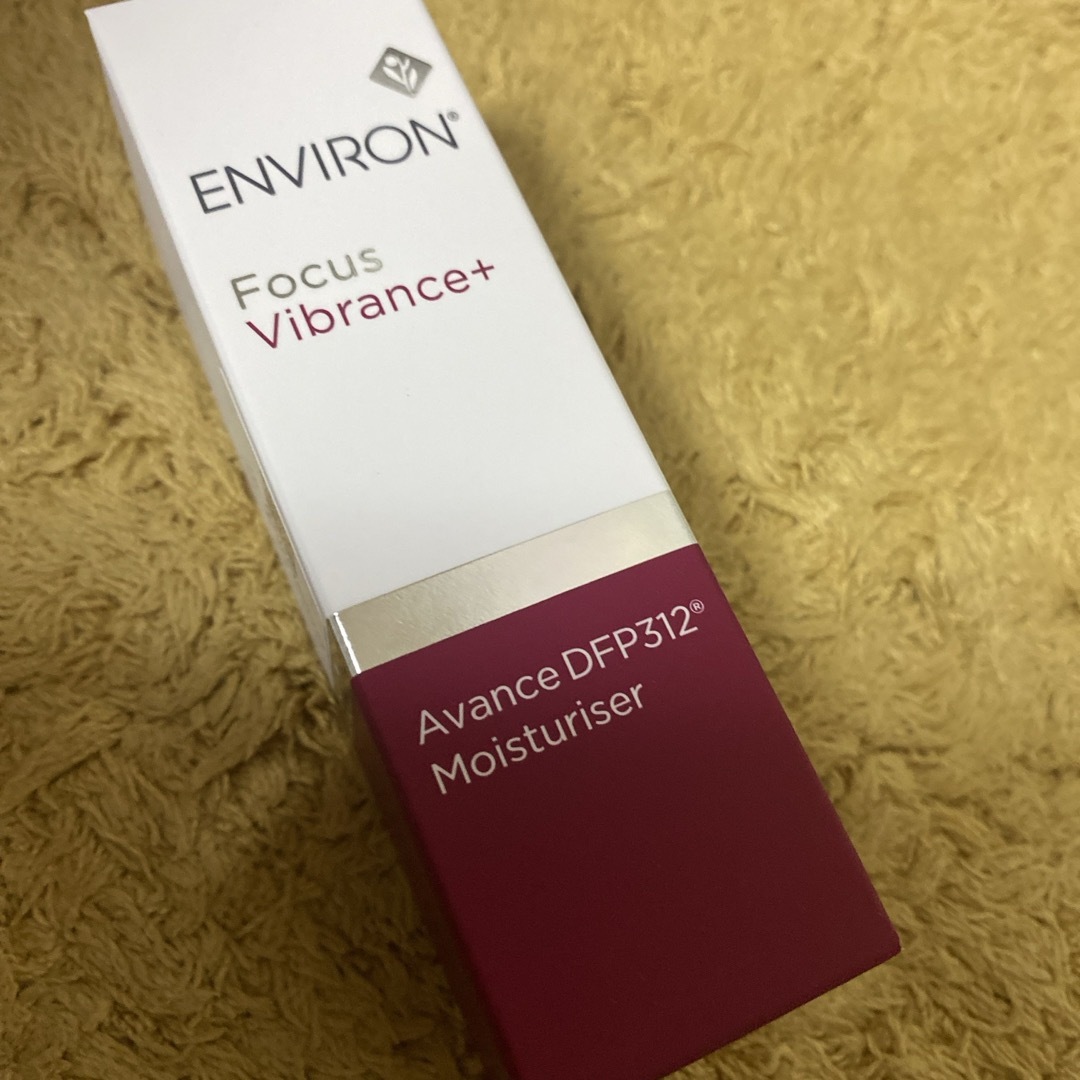 ENVIRON®
Focus
Vibrance+
Avance DFP312®
Moisturiser